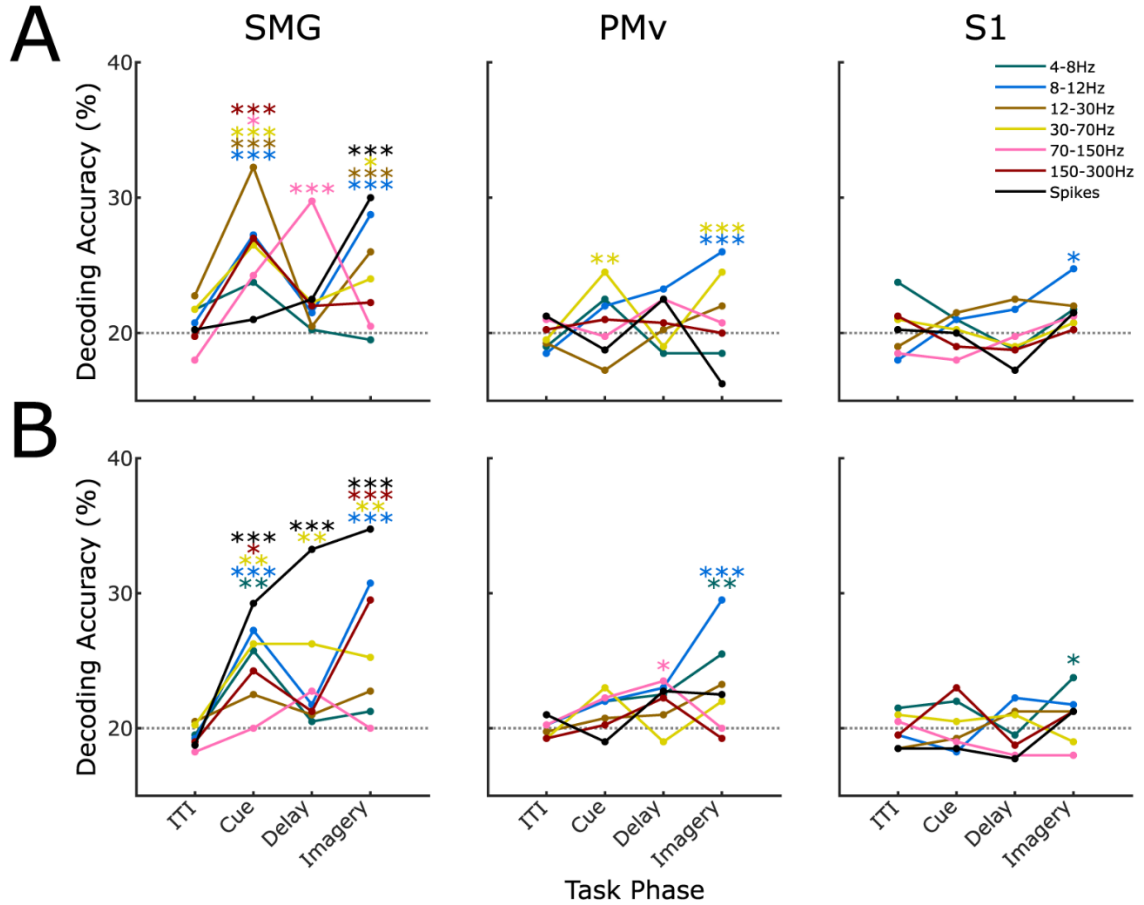 A
SMG
PMv
S1
Decoding Accuracy (%)
40
30
20
***
*
***
***
***
***
***
*
***
***
**
***
***
*
4-8Hz
8-12Hz
12-30Hz
30-70Hz
70-150Hz
150-300Hz
Spikes
B
Decoding Accuracy (%)
40
30
20
***
*
**
***
**
***
**
***
***
**
***
*
***
**
*
ITI
Cue
Delay
Imagery
ITI
Cue
Delay
Imagery
ITI
Cue
Delay
Imagery
Task Phase